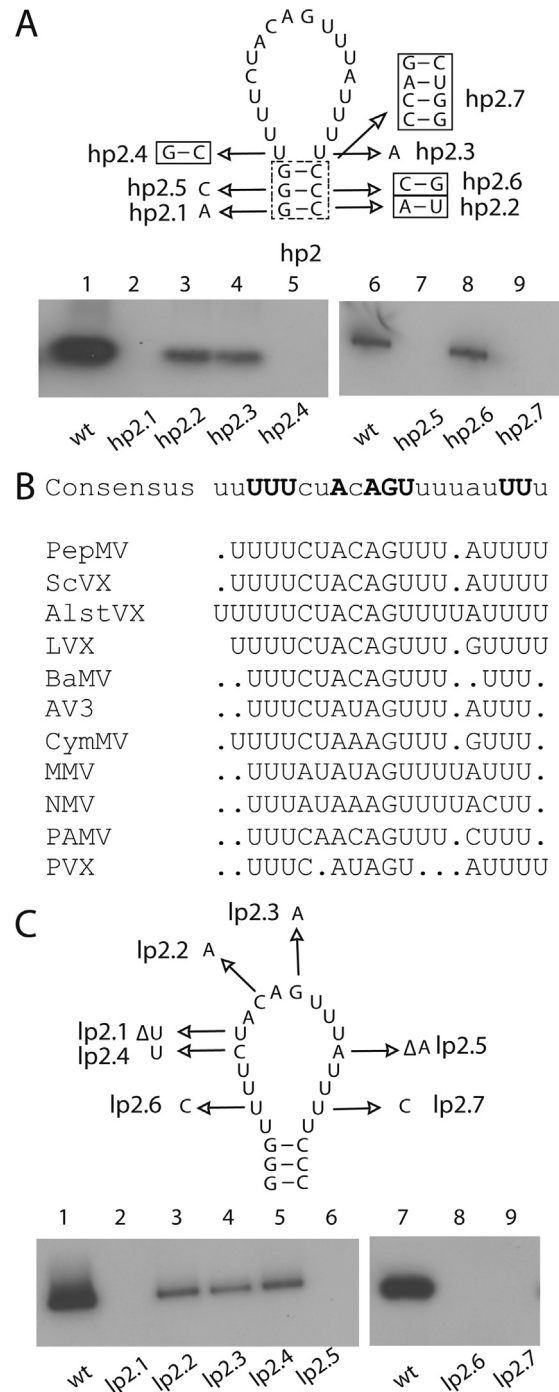 A
U C U A C A G U U U A U
U U U U U U U
G–C
A–U
C–G
C–G
hp2.7
hp2.4 G–C
U U
A hp2.3
hp2.5 C
G–C
G–C
G–C
C–G hp2.6
hp2.1 A
A–U hp2.2
hp2
1 2 3 4 5 6 7 8 9
wt hp2.1 hp2.2 hp2.3 hp2.4 wt hp2.5 hp2.6 hp2.7
B
Consensus uuUUUcuAcAGUuuuauUUu
PepMV .UUUUCUACAGUUU.AUUUU
ScVX .UUUUCUACAGUUU.AUUUU
AlstVX UUUUUCUACAGUUUUAUUUU
LVX UUUUCUACAGUUU.GUUUU
BaMV ..UUUCUACAGUUU..UUU.
AV3 ..UUUCUAUAGUUU.AUUU.
CymMV .UUUUCUAAAGUUU.GUUU.
MMV ..UUUAUAUAGUUUUAUUU.
NMV ..UUUAUAAAGUUUUACUU.
PAMV ..UUUCAACAGUUU.CUUU.
PVX ..UUUC.AUAGU...AUUUU
C
lp2.3 A
lp2.2 A
lp2.1 ΔU
lp2.4 U
C U A C A G U U U A
ΔA lp2.5
U U U U U U U U
lp2.6 C
C lp2.7
G–C
G–C
G–C
1 2 3 4 5 6 7 8 9
wt lp2.1 lp2.2 lp2.3 lp2.4 lp2.5 wt lp2.6 lp2.7